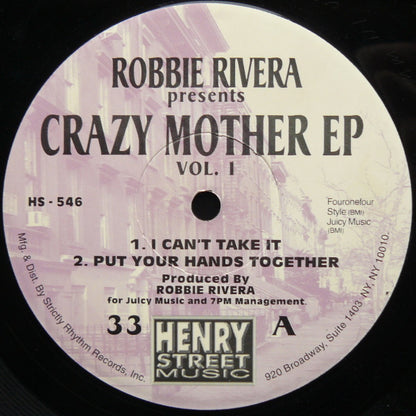 ROBBIE RIVERA
presents
CRAZY MOTHER EP
VOL. 1
HS - 546
Fouronefour
Style (BMI)
Juicy Music
(BMI)
1. I CAN'T TAKE IT
2. PUT YOUR HANDS TOGETHER
Produced By
ROBBIE RIVERA
for Juicy Music and 7PM Management.
33
A
HENRY
STREET
MUSIC
Mfg. & Dist. By Strictly Rhythm Records, Inc.
920 Broadway, Suite 1403 NY, NY 10010.